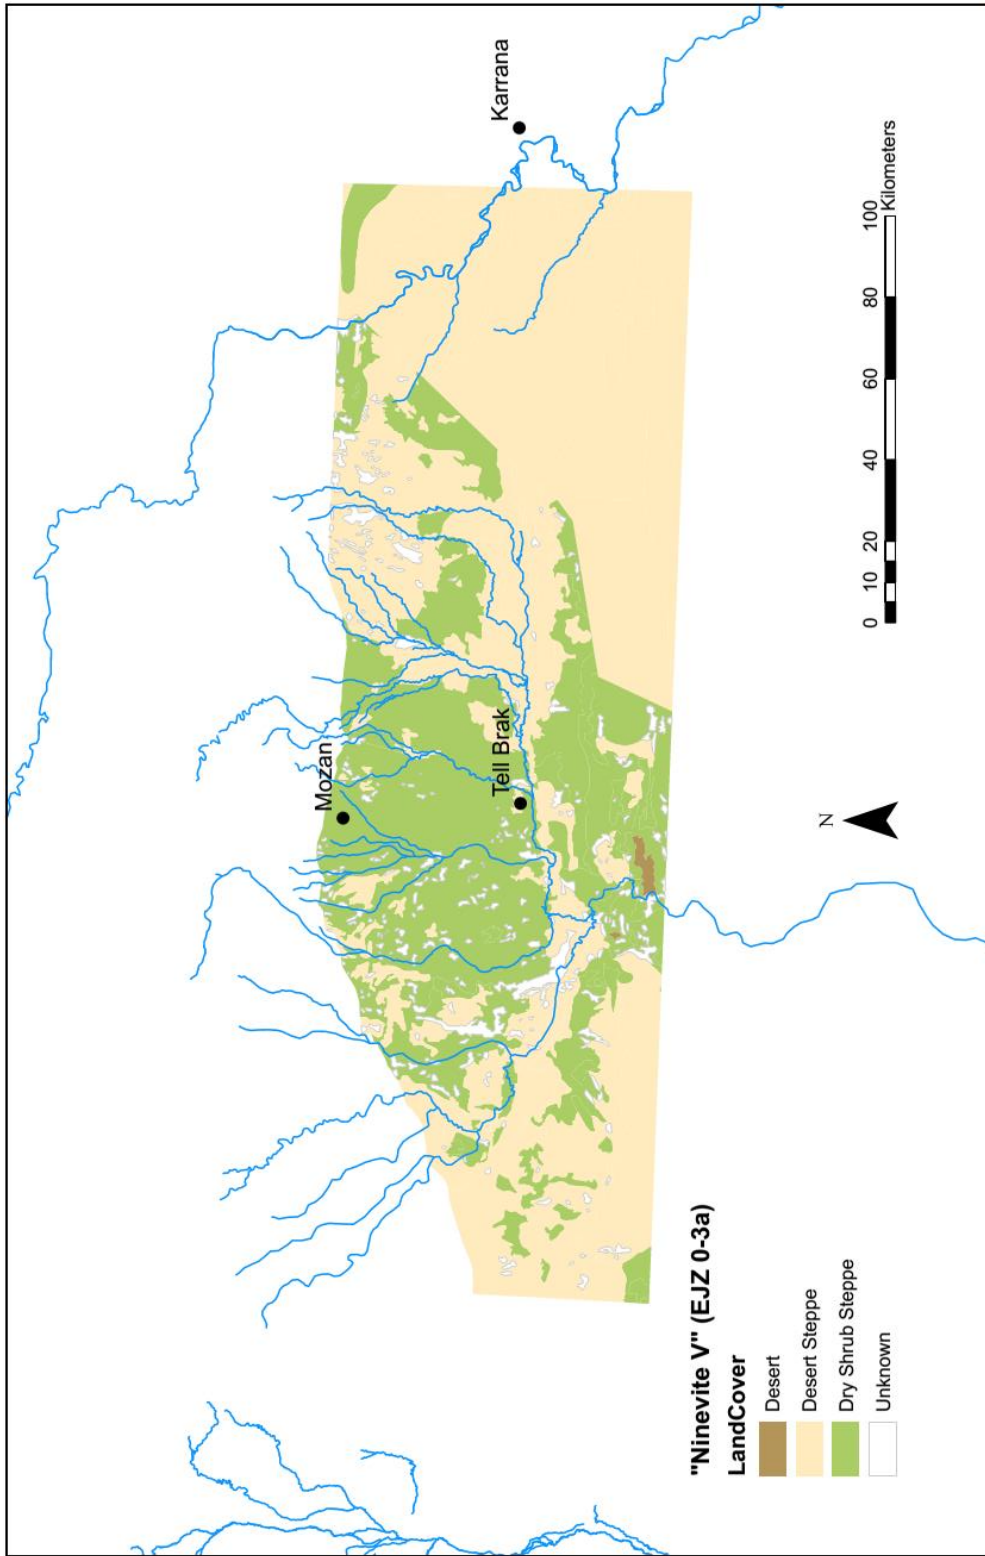 Karrana
Mozan
Tell Brak
N
"Ninevite V" (EJZ 0-3a)
LandCover
Desert
Desert Steppe
Dry Shrub Steppe
Unknown
0 10 20 40 60 80 100
Kilometers